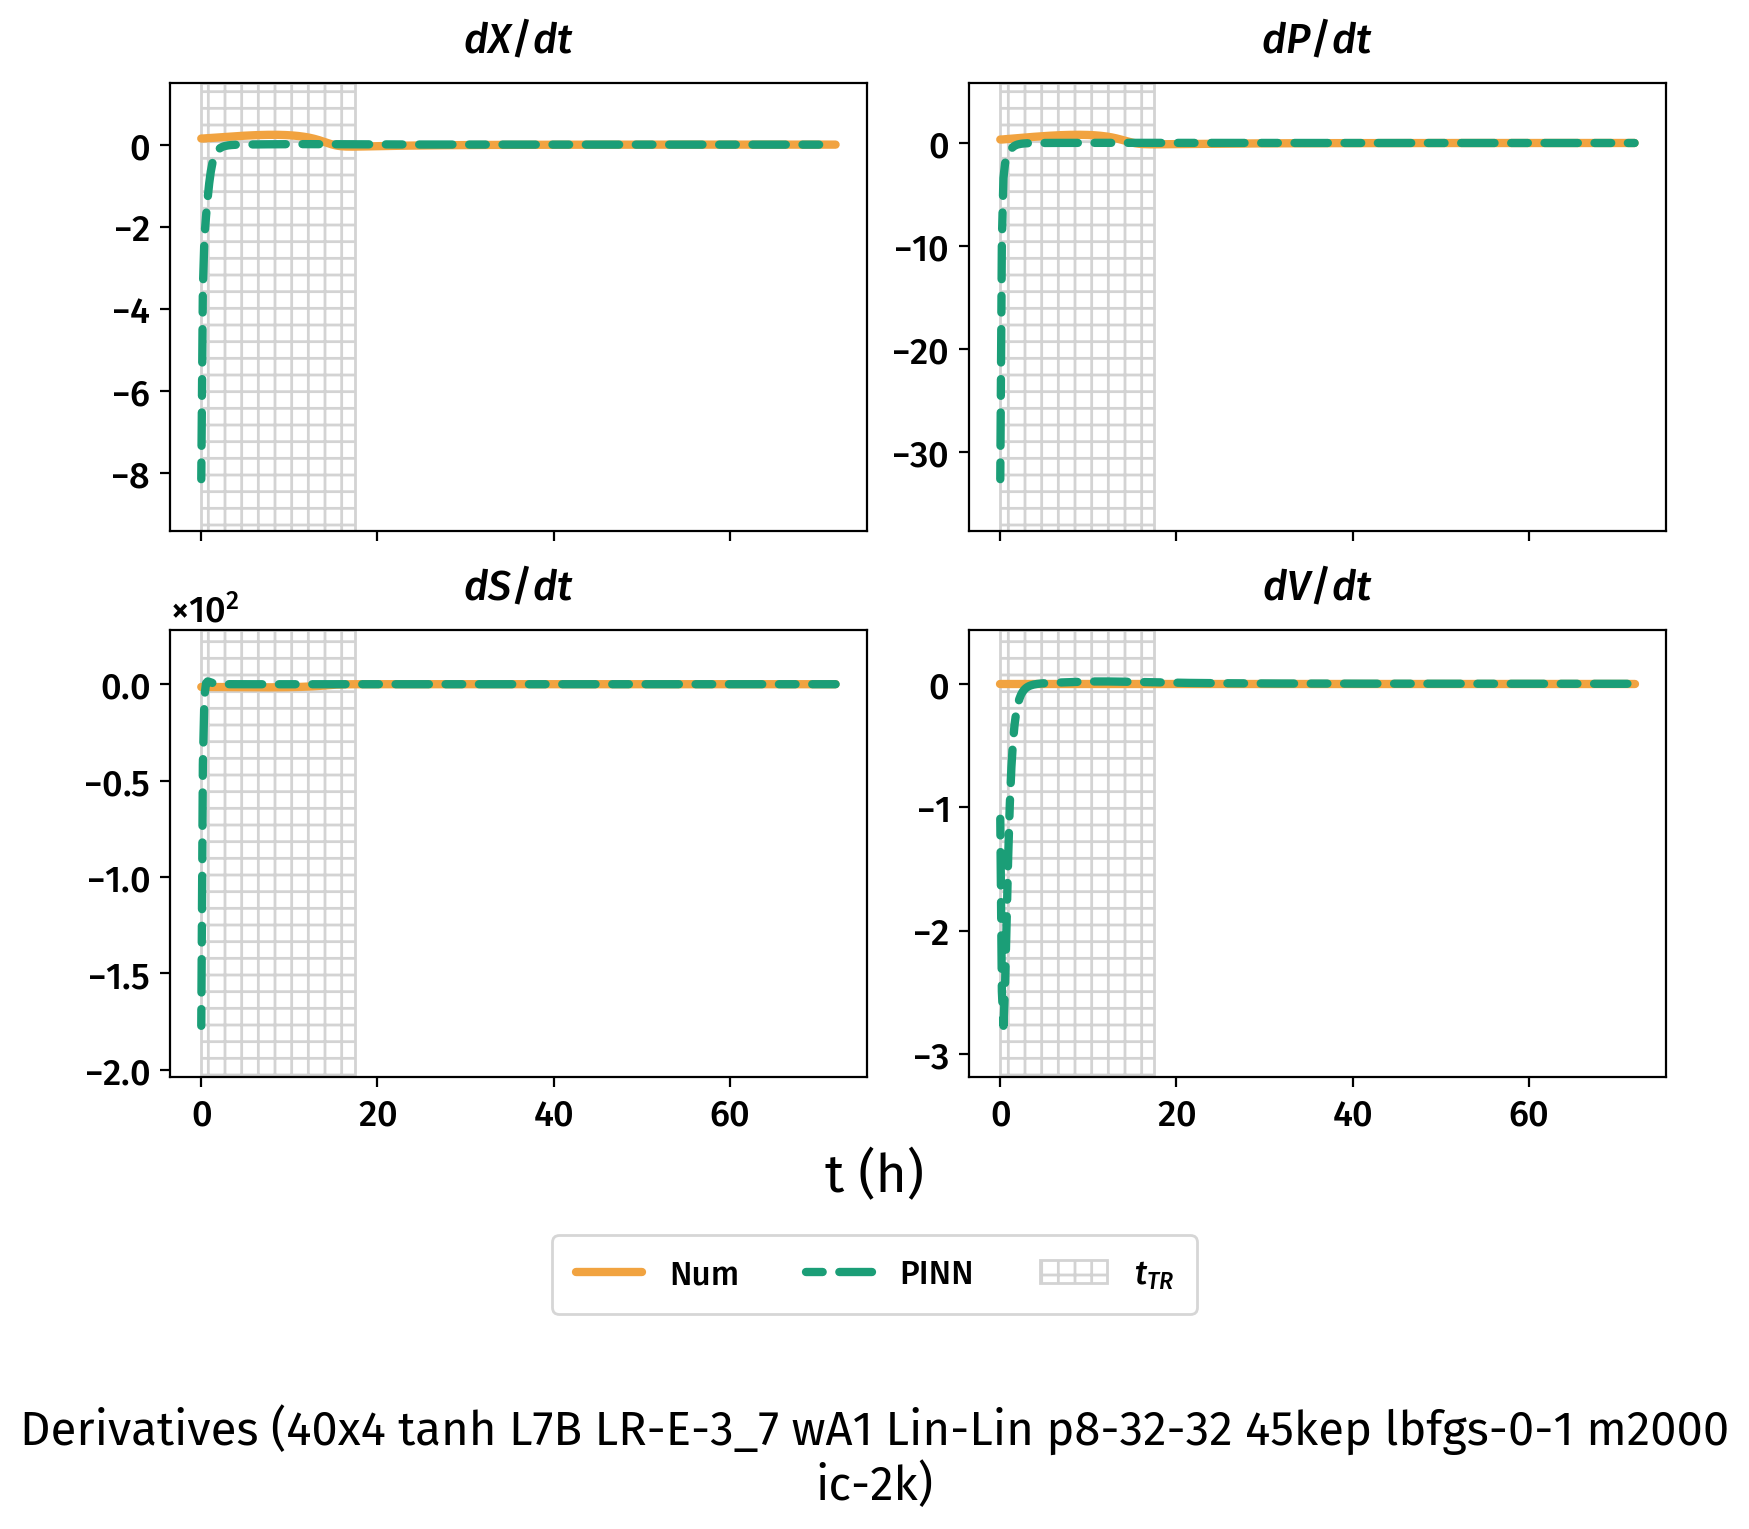 dX/dt
dP/dt
0
−2
−4
−6
−8
0
−10
−20
−30
dS/dt
dV/dt
×10²
0.0
−0.5
−1.0
−1.5
−2.0
0
−1
−2
−3
0 20 40 60
0 20 40 60
t (h)
Num PINN t_TR
Derivatives (40x4 tanh L7B LR-E-3_7 wA1 Lin-Lin p8-32-32 45kep lbfgs-0-1 m2000
ic-2k)